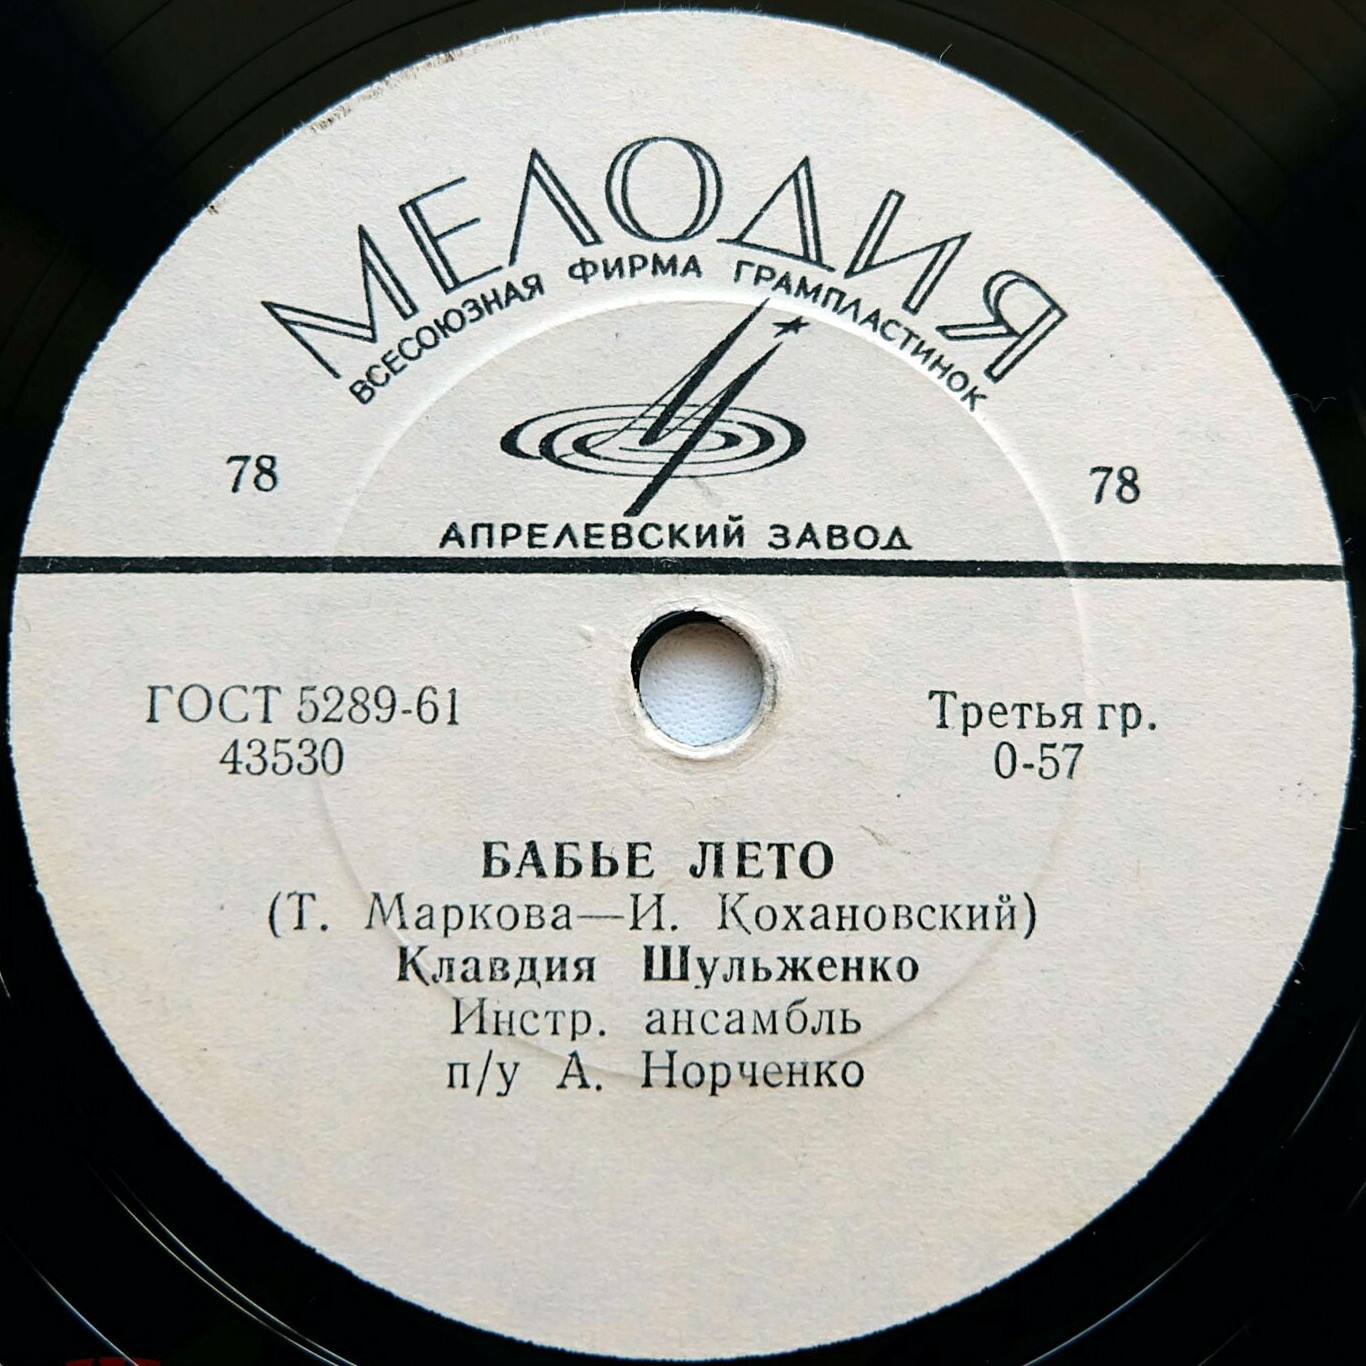 МЕЛОДИЯ
ВСЕСОЮЗНАЯ ФИРМА ГРАМПЛАСТИНОК
78 78
АПРЕЛЕВСКИЙ ЗАВОД
ГОСТ 5289-61 Третья гр.
43530 0-57
БАБЬЕ ЛЕТО
(Т. Маркова—И. Кохановский)
Клавдия Шульженко
Инстр. ансамбль
п/у А. Норченко